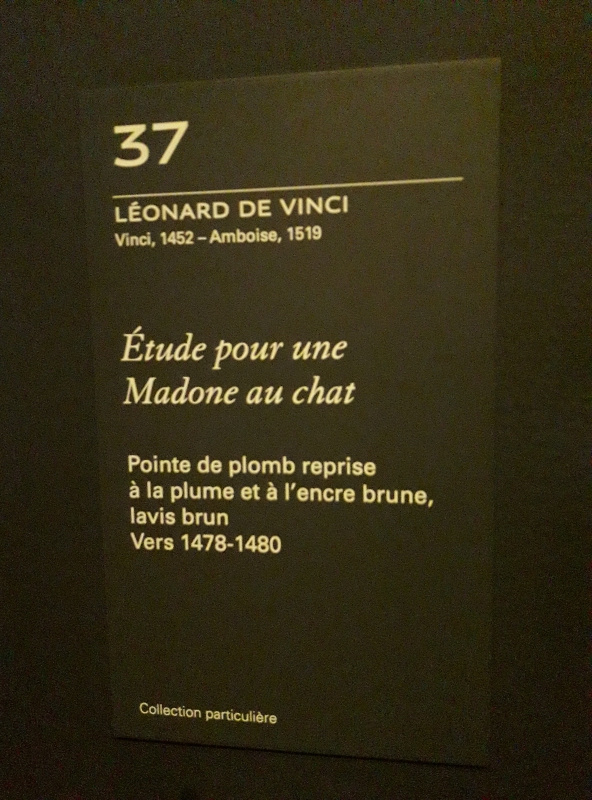 37
LÉONARD DE VINCI
Vinci, 1452 – Amboise, 1519
Étude pour une
Madone au chat
Pointe de plomb reprise
à la plume et à l'encre brune,
lavis brun
Vers 1478-1480
Collection particulière